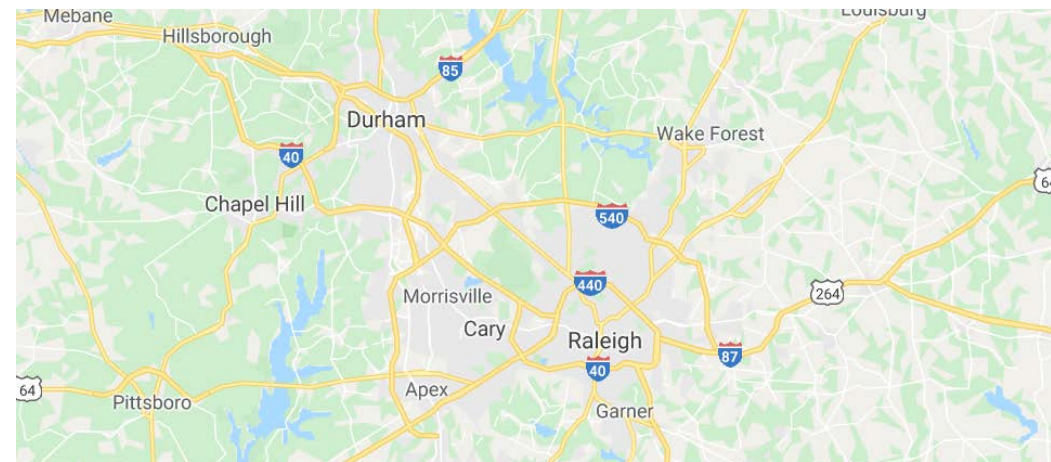 Mebane
Louisburg
Hillsborough
85
Durham
Wake Forest
40
64
Chapel Hill
540
440
264
Morrisville
Cary
Raleigh
87
40
64
Apex
Pittsboro
Garner